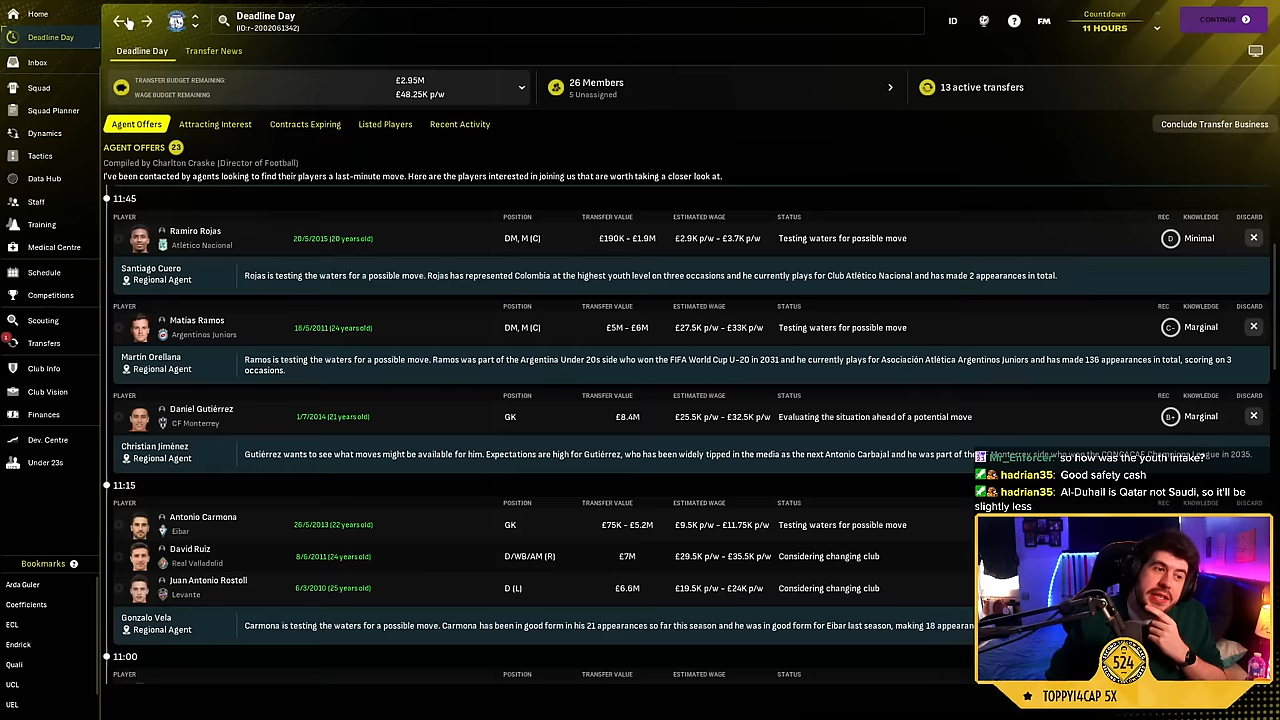 Home
Deadline Day
Inbox
Squad
Squad Planner
Dynamics
Tactics
Data Hub
Staff
Training
Medical Centre
Schedule
Competitions
Scouting
1
Transfers
Club Info
Club Vision
Finances
Dev. Centre
Under 23s
Bookmarks ?
Arda Guler
Coefficients
ECL
Endrick
Quali
UCL
UEL
Deadline Day
(ID:r-2002061342)
ID ? FM
Countdown
11 HOURS
CONTINUE
Deadline Day Transfer News
TRANSFER BUDGET REMAINING: £2.95M
WAGE BUDGET REMAINING £48.25K p/w
26 Members
5 Unassigned
13 active transfers
Agent Offers Attracting Interest Contracts Expiring Listed Players Recent Activity
Conclude Transfer Business
AGENT OFFERS 23
Compiled by Charlton Craske (Director of Football)
I've been contacted by agents looking to find their players a last-minute move. Here are the players interested in joining us that are worth taking a closer look at.
11:45
PLAYER POSITION TRANSFER VALUE ESTIMATED WAGE STATUS REC KNOWLEDGE DISCARD
Ramiro Rojas
Atlético Nacional
20/5/2015 (20 years old) DM, M (C) £190K - £1.9M £2.9K p/w - £3.7K p/w Testing waters for possible move D Minimal
Santiago Cuero
Regional Agent
Rojas is testing the waters for a possible move. Rojas has represented Colombia at the highest youth level on three occasions and he currently plays for Club Atlético Nacional and has made 2 appearances in total.
PLAYER POSITION TRANSFER VALUE ESTIMATED WAGE STATUS REC KNOWLEDGE DISCARD
Matías Ramos
Argentinos Juniors
18/5/2011 (24 years old) DM, M (C) £5M - £6M £27.5K p/w - £33K p/w Testing waters for possible move C- Marginal
Martín Orellana
Regional Agent
Ramos is testing the waters for a possible move. Ramos was part of the Argentina Under 20s side who won the FIFA World Cup U-20 in 2031 and he currently plays for Asociación Atlética Argentinos Juniors and has made 136 appearances in total, scoring on 3
occasions.
PLAYER POSITION TRANSFER VALUE ESTIMATED WAGE STATUS REC KNOWLEDGE DISCARD
Daniel Gutiérrez
CF Monterrey
1/7/2014 (21 years old) GK £8.4M £25.5K p/w - £32.5K p/w Evaluating the situation ahead of a potential move B+ Marginal
Christian Jiménez
Regional Agent
Gutiérrez wants to see what moves might be available for him. Expectations are high for Gutiérrez, who has been widely tipped in the media as the next Antonio Carbajal and he was part of the Monterrey side who won the CONCACAF Champions League in 2035.
11:15
PLAYER POSITION TRANSFER VALUE ESTIMATED WAGE STATUS REC KNOWLEDGE DISCARD
Antonio Carmona
Eibar
26/5/2013 (22 years old) GK £75K - £5.2M £9.5K p/w - £11.75K p/w Testing waters for possible move
David Ruiz
Real Valladolid
8/6/2011 (24 years old) D/WB/AM (R) £7M £29.5K p/w - £35.5K p/w Considering changing club
Juan Antonio Rostoll
Levante
6/3/2010 (25 years old) D (L) £6.6M £19.5K p/w - £24K p/w Considering changing club
Gonzalo Vela
Regional Agent
Carmona is testing the waters for a possible move. Carmona has been in good form in his 21 appearances so far this season and he was in good form for Eibar last season, making 18 appearan
11:00
PLAYER POSITION TRANSFER VALUE ESTIMATED WAGE STATUS
Mr_Enforcer: so how was the youth intake?
hadrian35: Good safety cash
hadrian35: Al-Duhail is Qatar not Saudi, so it'll be
slightly less
524
TOPPYI4CAP 5X